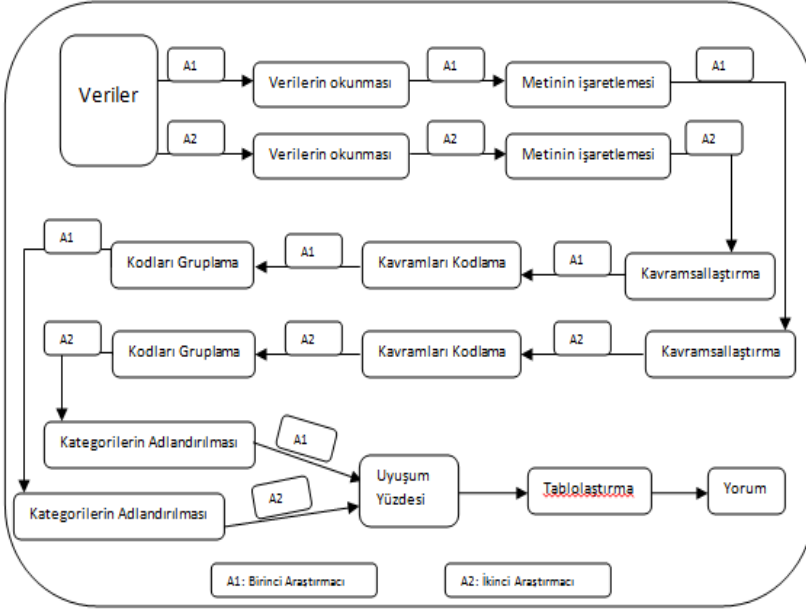 A1
A1
A1
Veriler
Verilerin okunması
Metinin işaretlemesi
A2
A2
A2
Verilerin okunması
Metinin işaretlemesi
A1
A1
A1
Kodları Gruplama
Kavramları Kodlama
Kavramsallaştırma
A2
A2
A2
Kodları Gruplama
Kavramları Kodlama
Kavramsallaştırma
Kategorilerin Adlandırılması
A1
Uyuşum
Yüzdesi
Tablolaştırma
Yorum
A2
Kategorilerin Adlandırılması
A1: Birinci Araştırmacı
A2: İkinci Araştırmacı